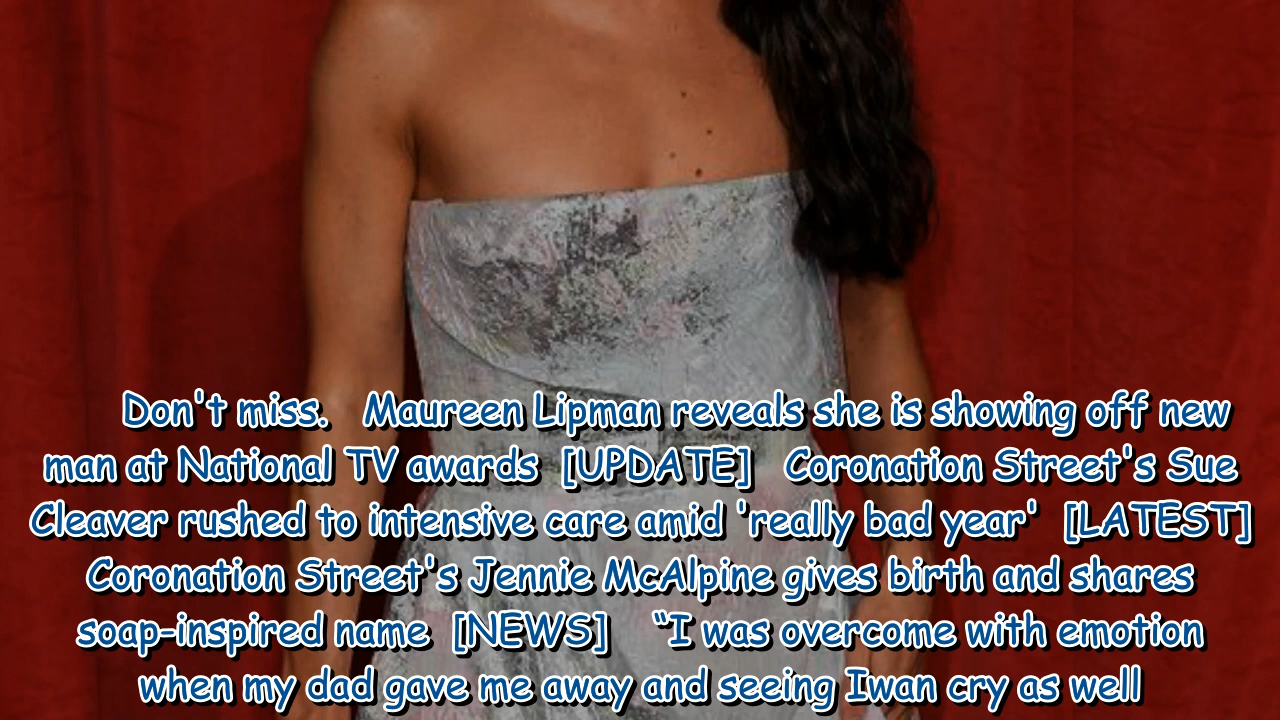 Don't miss. Maureen Lipman reveals she is showing off new
man at National TV awards [UPDATE] Coronation Street's Sue
Cleaver rushed to intensive care amid 'really bad year' [LATEST]
Coronation Street's Jennie McAlpine gives birth and shares
soap-inspired name [NEWS] “I was overcome with emotion
when my dad gave me away and seeing Iwan cry as well